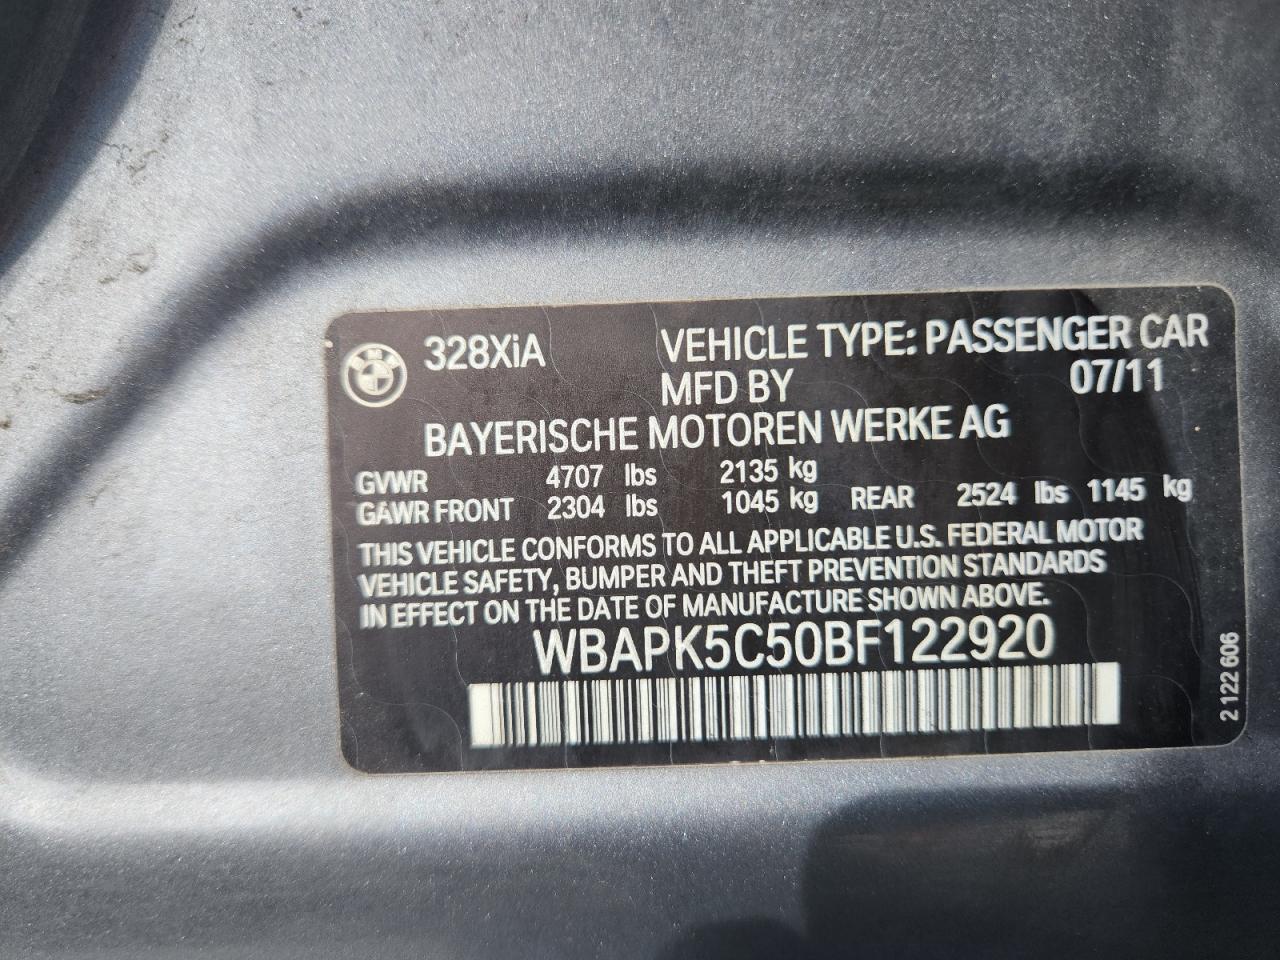 328XiA VEHICLE TYPE: PASSENGER CAR
MFD BY 07/11
BAYERISCHE MOTOREN WERKE AG
GVWR 4707 lbs 2135 kg
GAWR FRONT 2304 lbs 1045 kg REAR 2524 lbs 1145 kg
THIS VEHICLE CONFORMS TO ALL APPLICABLE U.S. FEDERAL MOTOR
VEHICLE SAFETY, BUMPER AND THEFT PREVENTION STANDARDS
IN EFFECT ON THE DATE OF MANUFACTURE SHOWN ABOVE.
WBAPK5C50BF122920
2 122 606